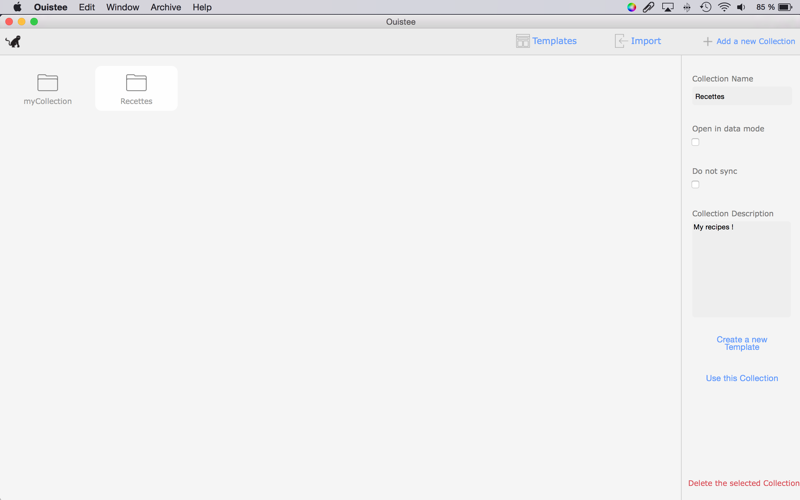 Ouistee Edit Window Archive Help 85 %
Ouistee
Templates Import Add a new Collection
myCollection Recettes
Collection Name
Recettes
Open in data mode
Do not sync
Collection Description
My recipes !
Create a new
Template
Use this Collection
Delete the selected Collection